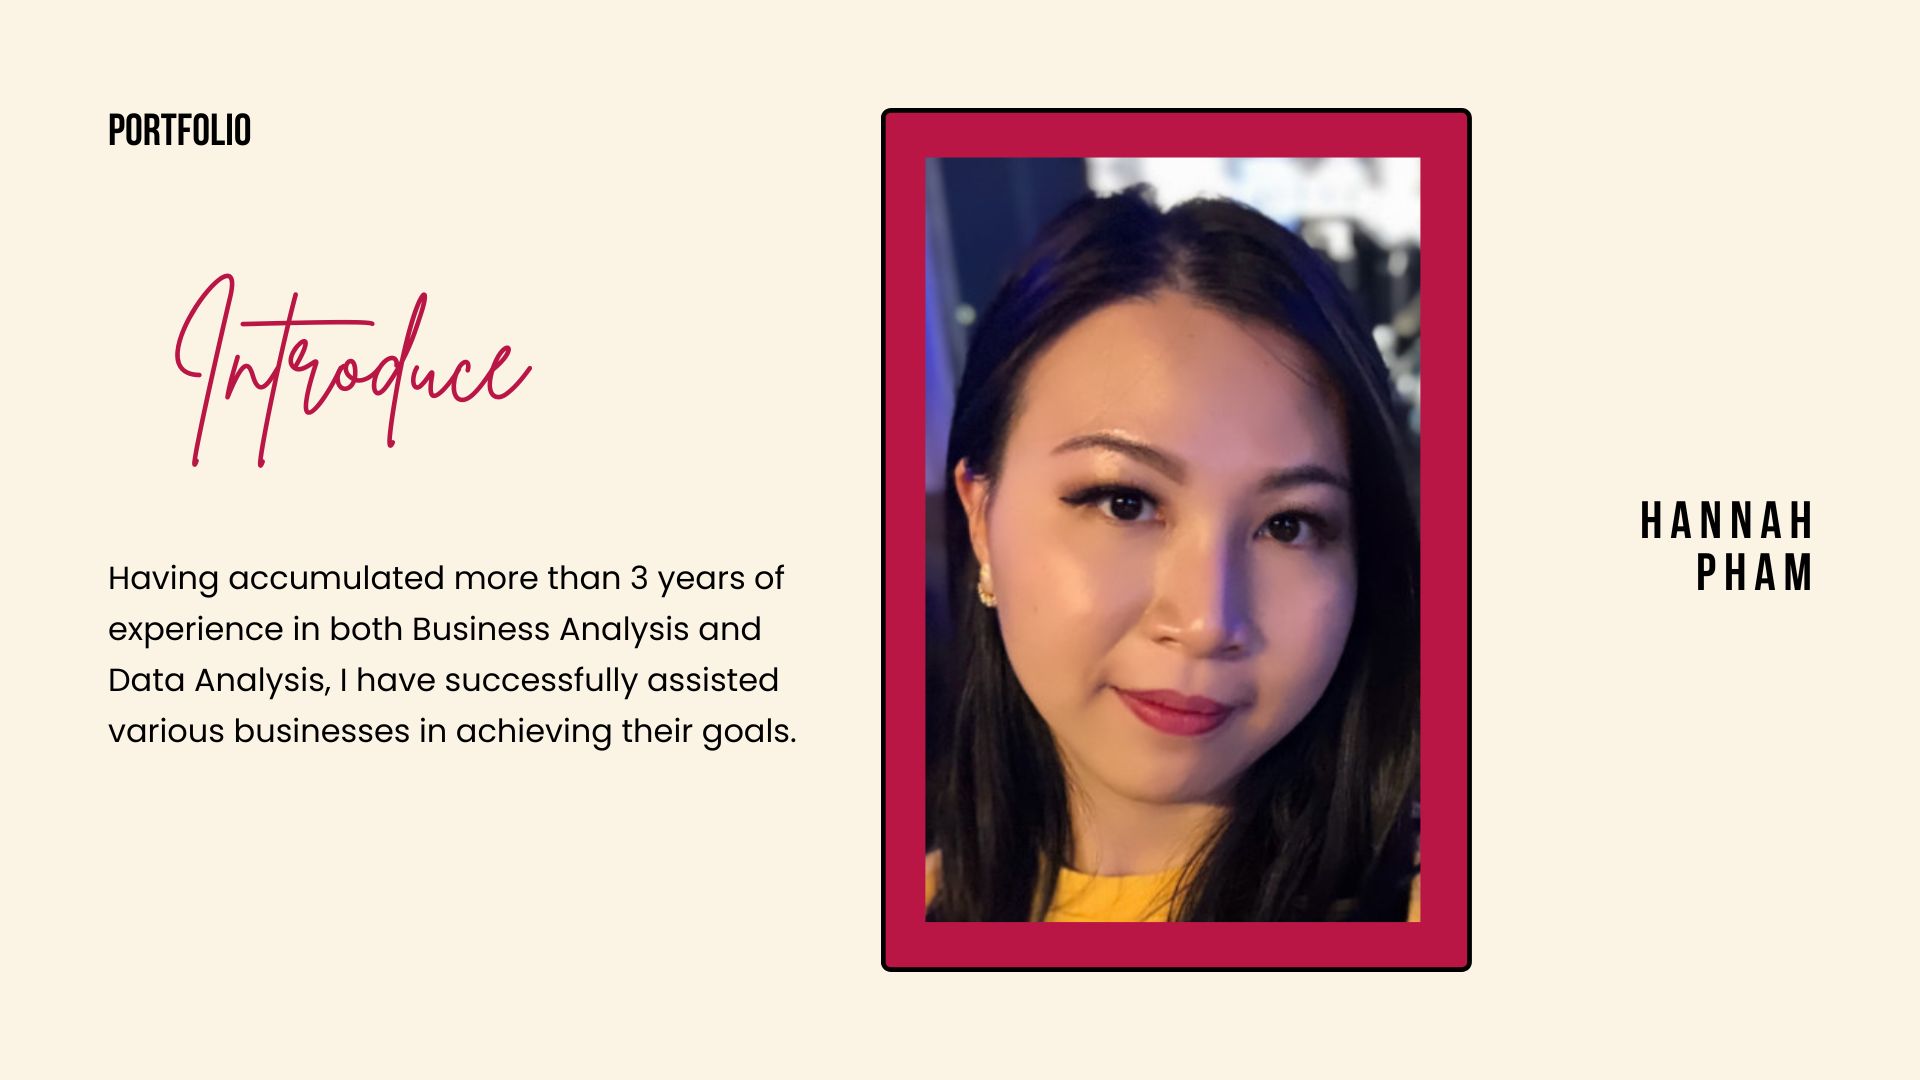 PORTFOLIO
Introduce
Having accumulated more than 3 years of
experience in both Business Analysis and
Data Analysis, I have successfully assisted
various businesses in achieving their goals.
HANNAH
PHAM